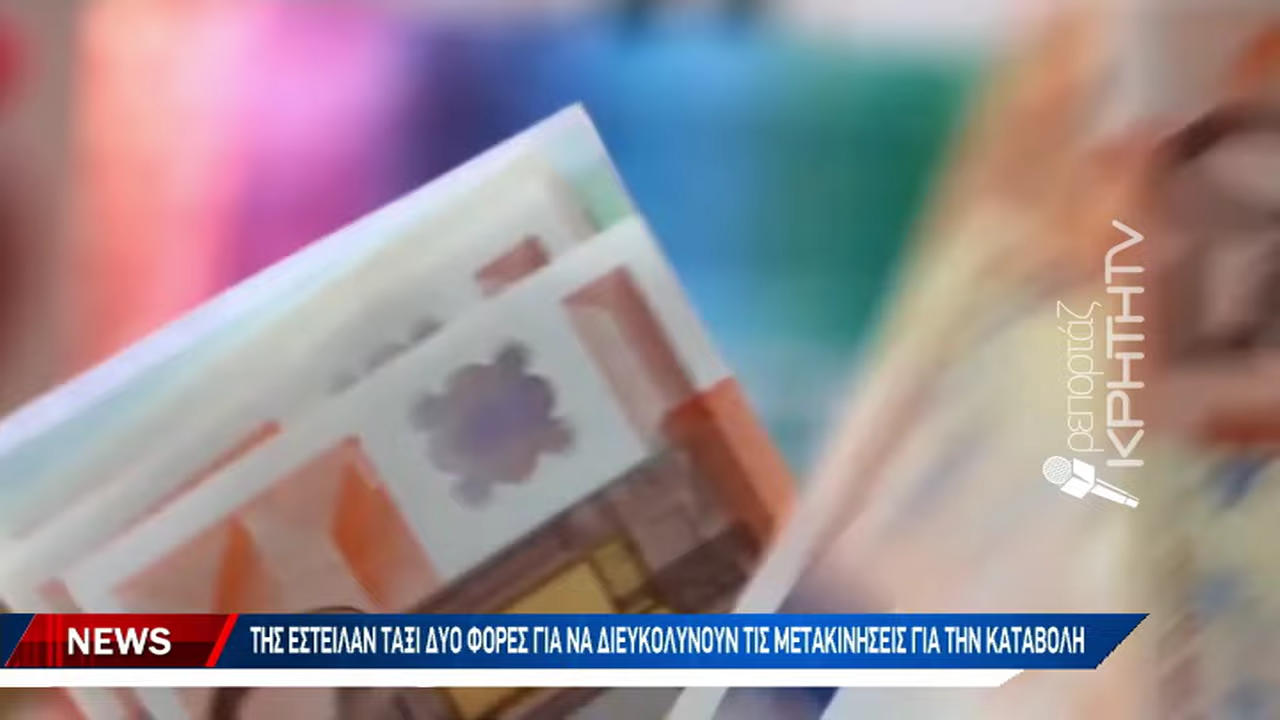 ρεπορτάζ
ΚΡΗΤΗTV
NEWS
ΤΗΣ ΕΣΤΕΙΛΑΝ ΤΑΞΙ ΔΥΟ ΦΟΡΕΣ ΓΙΑ ΝΑ ΔΙΕΥΚΟΛΥΝΟΥΝ ΤΙΣ ΜΕΤΑΚΙΝΗΣΕΙΣ ΓΙΑ ΤΗΝ ΚΑΤΑΒΟΛΗ